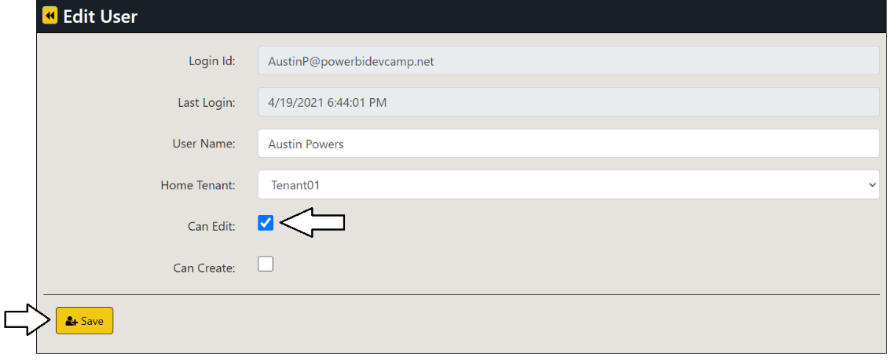 Edit User
Login Id: AustinP@powerbidevcamp.net
Last Login: 4/19/2021 6:44:01 PM
User Name: Austin Powers
Home Tenant: Tenant01
Can Edit:
Can Create:
Save